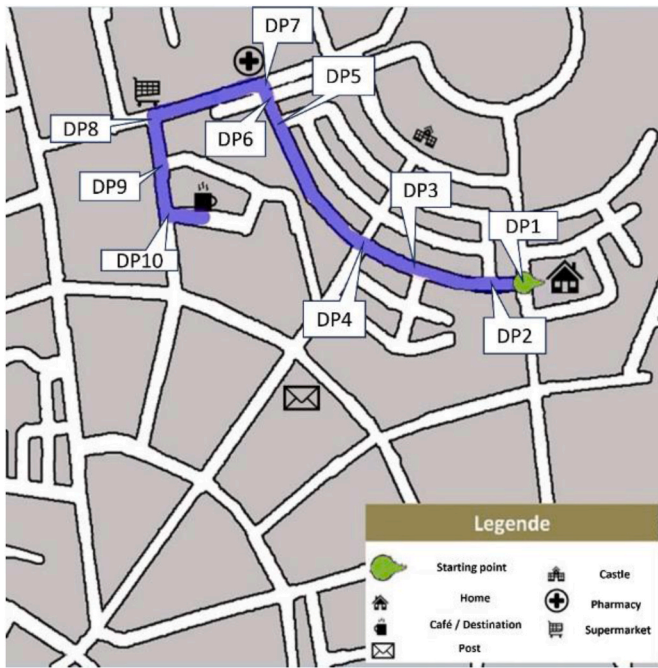 DP7
DP5
DP8
DP6
DP9
DP3
DP1
DP10
DP4
DP2
Legende
Starting point
Castle
Home
Pharmacy
Café / Destination
Supermarket
Post